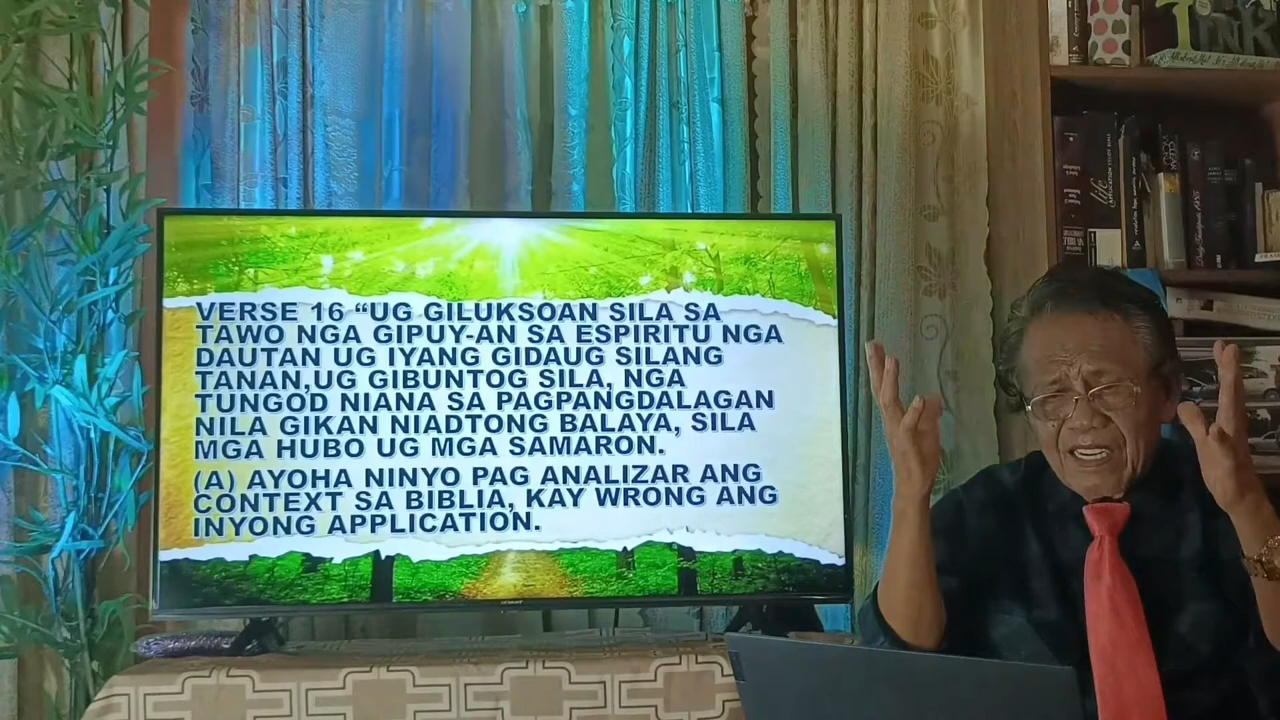 VERSE 16 “UG GILUKSOAN SILA SA
TAWO NGA GIPUY-AN SA ESPIRITU NGA
DAUTAN UG IYANG GIDAUG SILANG
TANAN,UG GIBUNTOG SILA, NGA
TUNGOD NIANA SA PAGPANGDALAGAN
NILA GIKAN NIADTONG BALAYA, SILA
MGA HUBO UG MGA SAMARON.
(A) AYOHA NINYO PAG ANALIZAR ANG
CONTEXT SA BIBLIA, KAY WRONG ANG
INYONG APPLICATION.
life